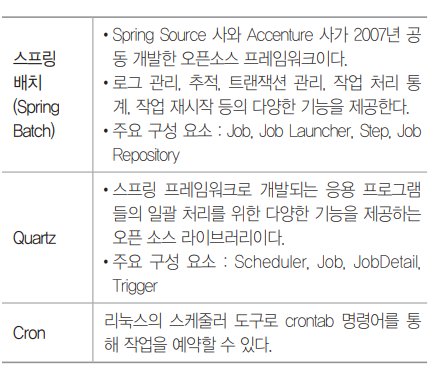 스프링
배치
(Spring
Batch)
• Spring Source 사와 Accenture 사가 2007년 공
동 개발한 오픈소스 프레임워크이다.
• 로그 관리, 추적, 트랜잭션 관리, 작업 처리 통
계, 작업 재시작 등의 다양한 기능을 제공한다.
• 주요 구성 요소 : Job, Job Launcher, Step, Job
Repository
Quartz
• 스프링 프레임워크로 개발되는 응용 프로그램
들의 일괄 처리를 위한 다양한 기능을 제공하는
오픈 소스 라이브러리이다.
• 주요 구성 요소 : Scheduler, Job, JobDetail,
Trigger
Cron
리눅스의 스케줄러 도구로 crontab 명령어를 통
해 작업을 예약할 수 있다.